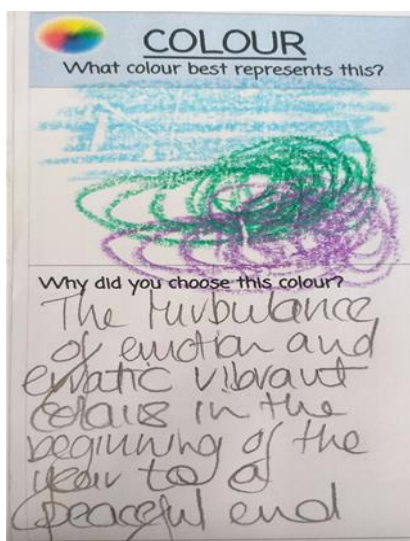 COLOUR
What colour best represents this?
Why did you choose this colour?
The turbulance
of emotion and
erratic vibrant
colours in the
beginning of the
year to a
peaceful end